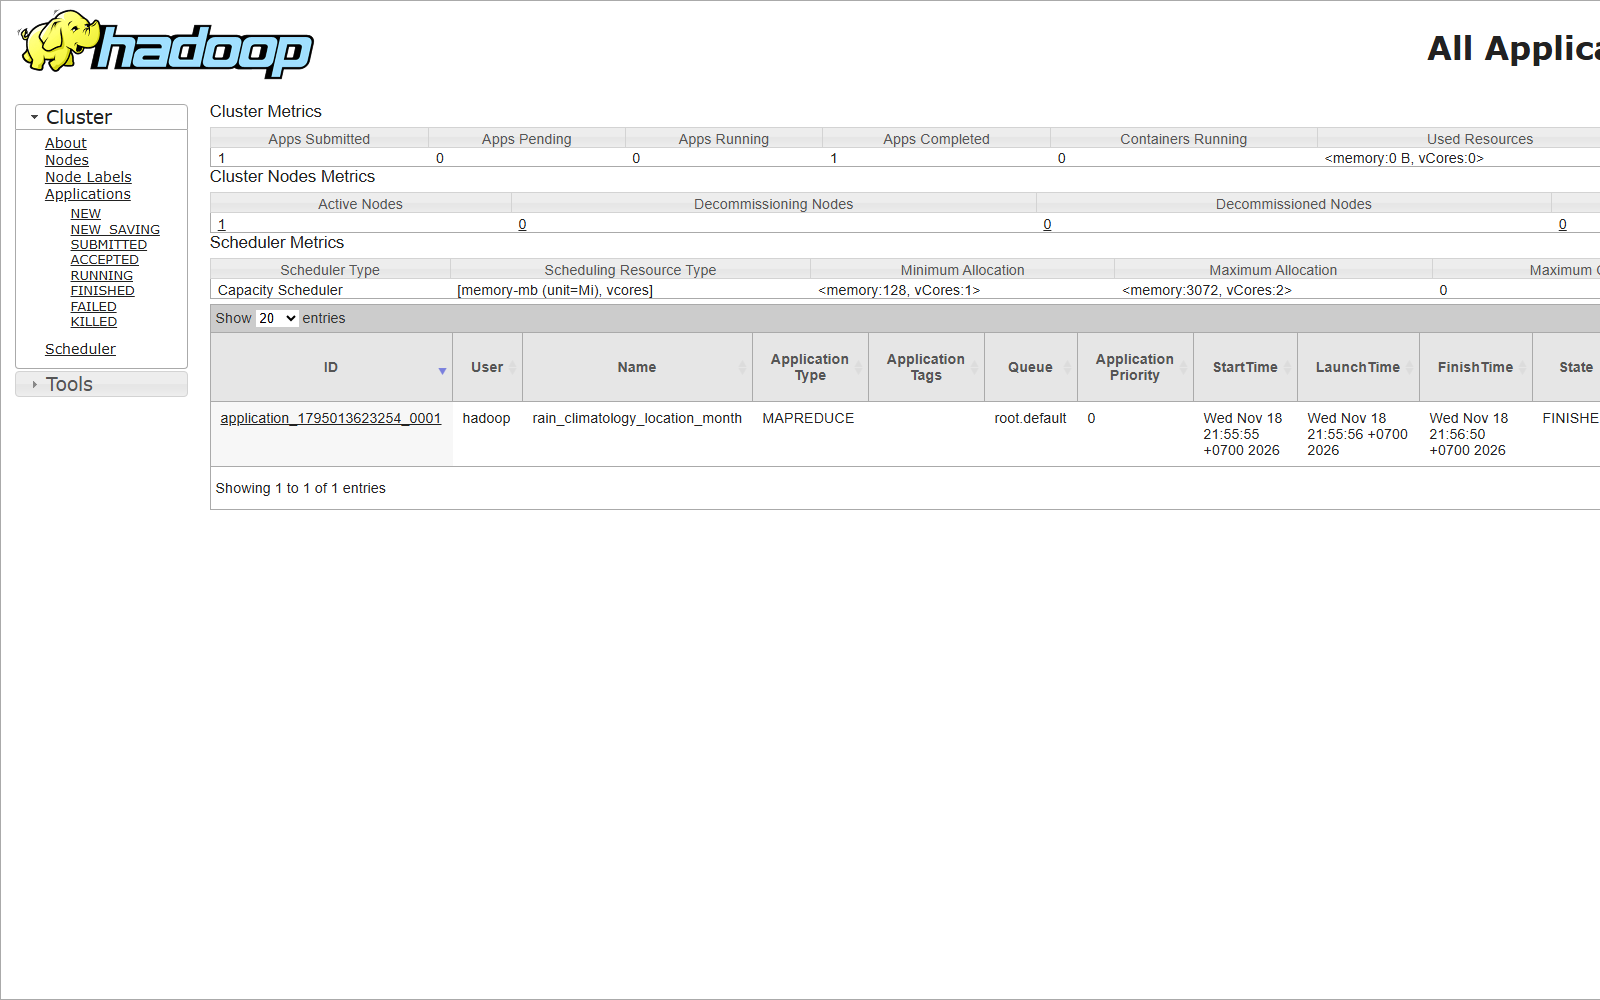 hadoop
All Applica
Cluster
About
Nodes
Node Labels
Applications
NEW
NEW_SAVING
SUBMITTED
ACCEPTED
RUNNING
FINISHED
FAILED
KILLED
Scheduler
Tools
Cluster Metrics
Apps Submitted Apps Pending Apps Running Apps Completed Containers Running Used Resources
1 0 0 1 0 <memory:0 B, vCores:0>
Cluster Nodes Metrics
Active Nodes Decommissioning Nodes Decommissioned Nodes
1 0 0 0
Scheduler Metrics
Scheduler Type Scheduling Resource Type Minimum Allocation Maximum Allocation Maximum
Capacity Scheduler [memory-mb (unit=Mi), vcores] <memory:128, vCores:1> <memory:3072, vCores:2> 0
Show 20 entries
ID User Name Application Type Application Tags Queue Application Priority StartTime LaunchTime FinishTime State
application_1795013623254_0001 hadoop rain_climatology_location_month MAPREDUCE root.default 0 Wed Nov 18 21:55:55 +0700 2026 Wed Nov 18 21:55:56 +0700 2026 Wed Nov 18 21:56:50 +0700 2026 FINISHE
Showing 1 to 1 of 1 entries